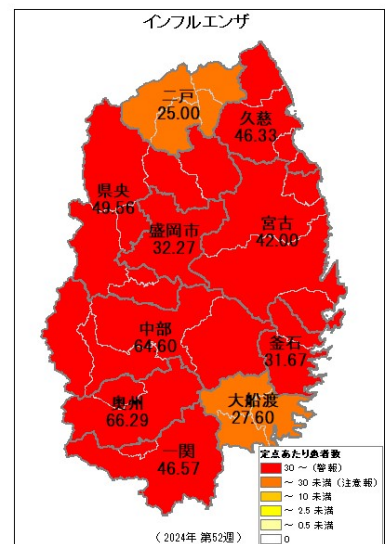 インフルエンザ
二戸
25.00
久慈
46.33
県央
49.56
盛岡市
32.27
宮古
42.00
中部
64.60
釜石
31.67
奥州
66.29
大船渡
27.60
一関
46.57
定点あたり患者数
30 ～ (警報)
～ 30 未満 (注意報)
～ 10 未満
～ 2.5 未満
～ 0.5 未満
0
(2024年 第52週)